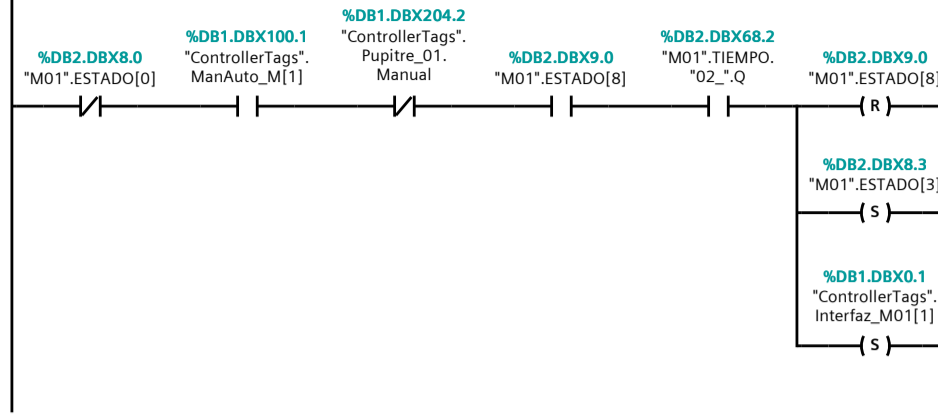 %DB2.DBX8.0
"M01".ESTADO[0]
%DB1.DBX100.1
"ControllerTags".
ManAuto_M[1]
%DB1.DBX204.2
"ControllerTags".
Pupitre_01.
Manual
%DB2.DBX9.0
"M01".ESTADO[8]
%DB2.DBX68.2
"M01".TIEMPO.
"02_".Q
%DB2.DBX9.0
"M01".ESTADO[8]
R
%DB2.DBX8.3
"M01".ESTADO[3]
S
%DB1.DBX0.1
"ControllerTags".
Interfaz_M01[1]
S